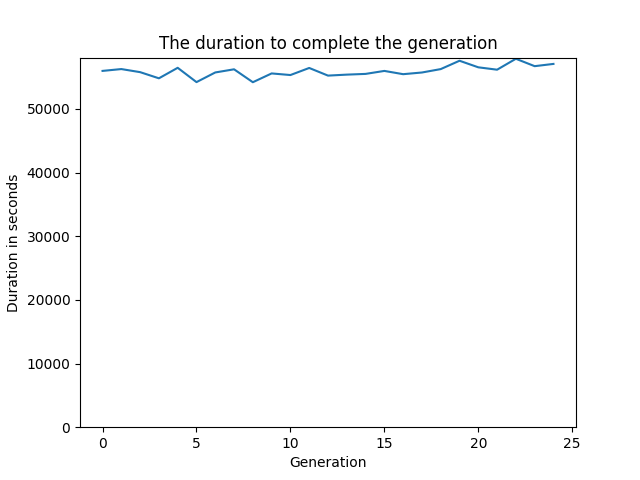 The duration to complete the generation
Duration in seconds
50000
40000
30000
20000
10000
0
0 5 10 15 20 25
Generation